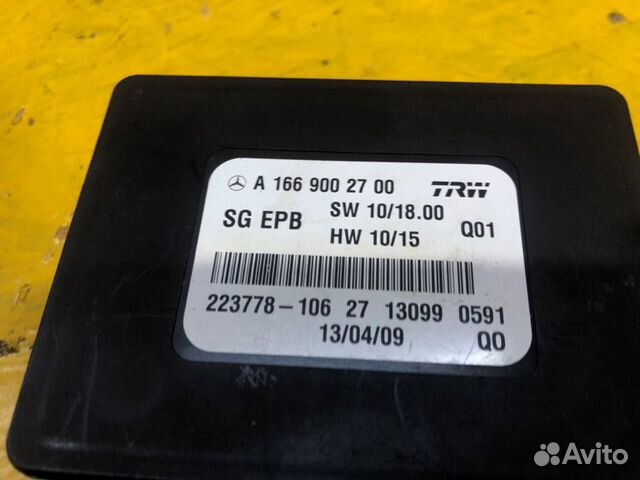 A 166 900 27 00 TRW
SG EPB SW 10/18.00 Q01
HW 10/15
223778-106 27 13099 0591
13/04/09 Q0
Avito